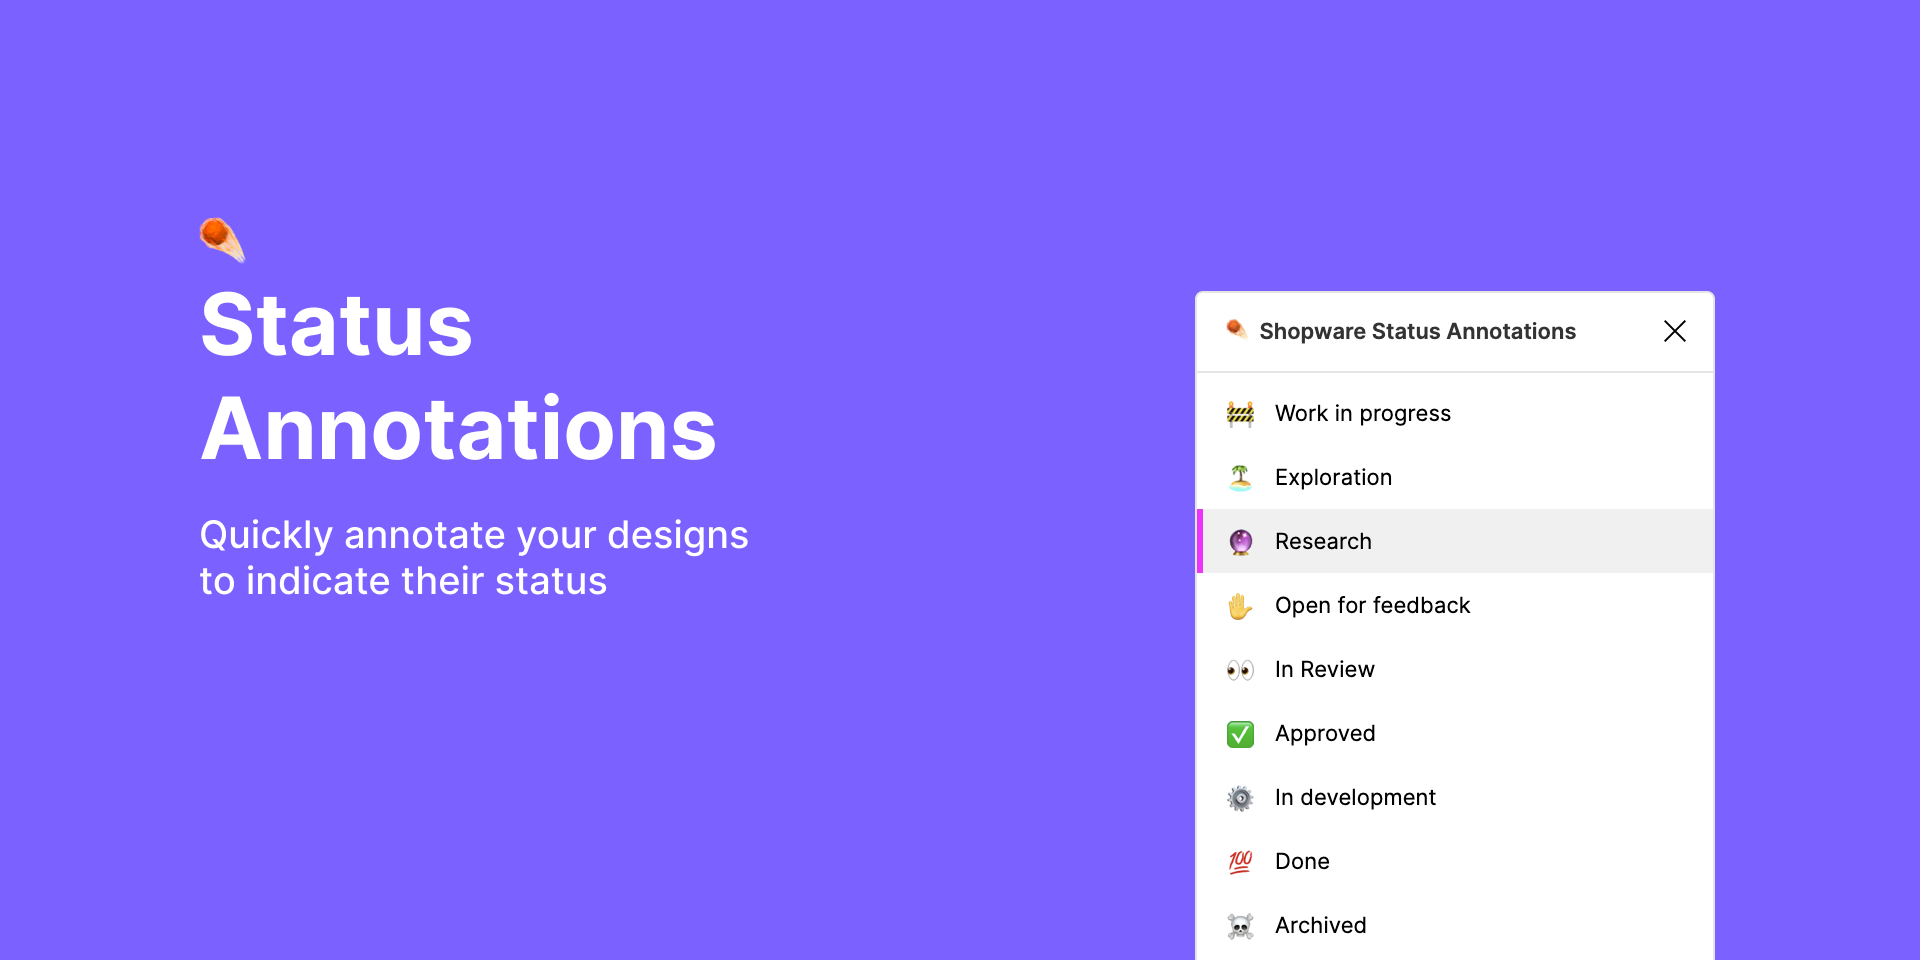 Status
Annotations
Quickly annotate your designs
to indicate their status
Shopware Status Annotations
Work in progress
Exploration
Research
Open for feedback
In Review
Approved
In development
Done
Archived